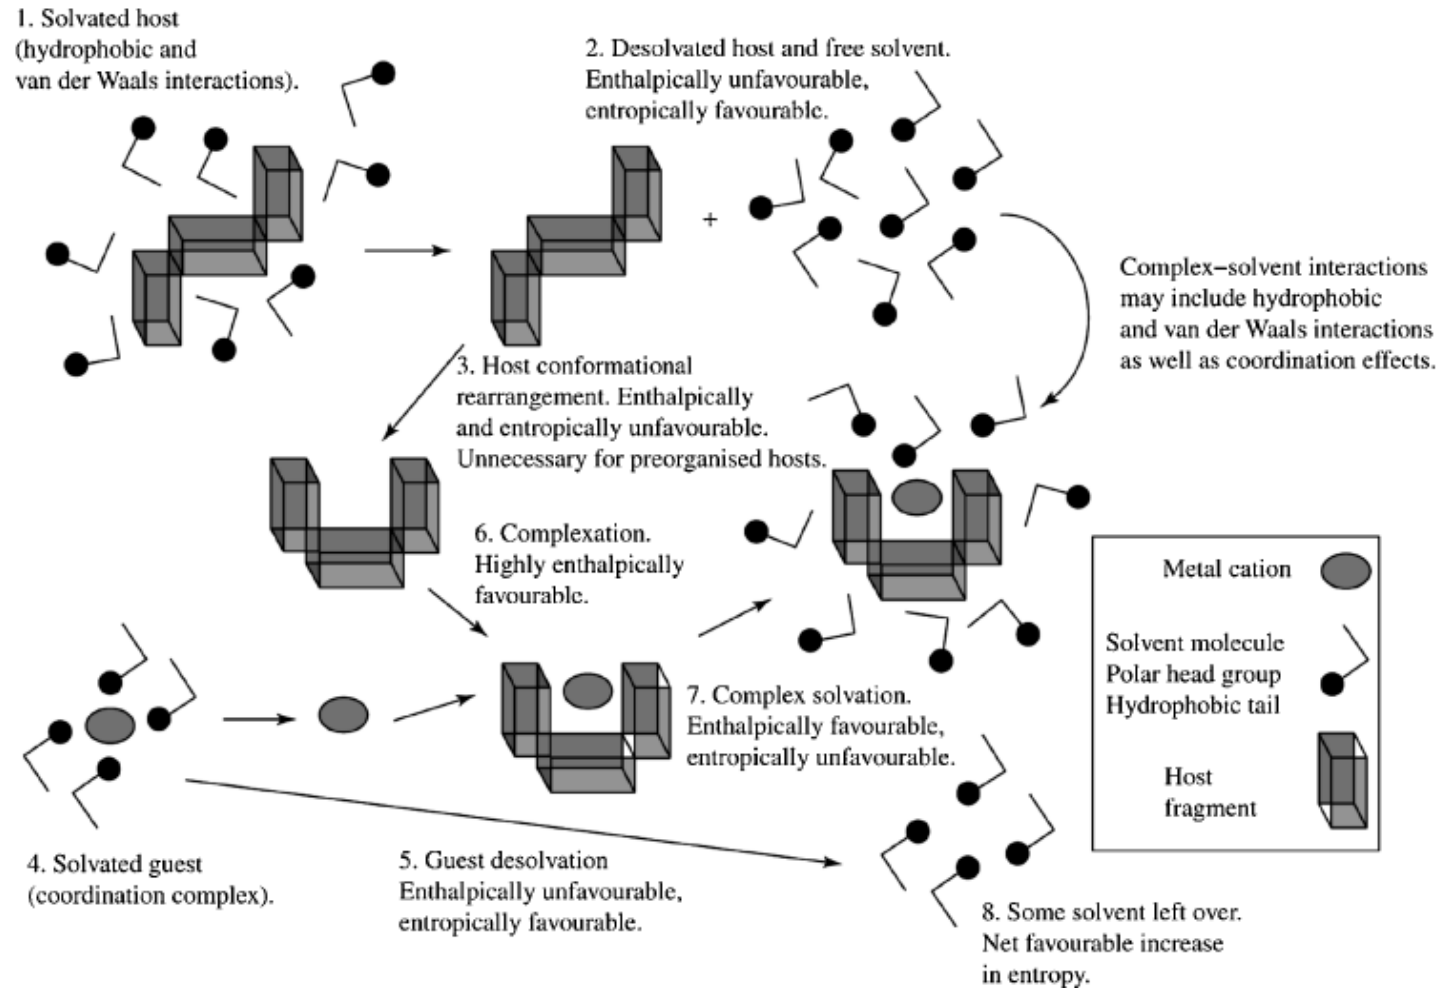 1. Solvated host
(hydrophobic and
van der Waals interactions).
2. Desolvated host and free solvent.
Enthalpically unfavourable,
entropically favourable.
+
Complex–solvent interactions
may include hydrophobic
and van der Waals interactions
as well as coordination effects.
3. Host conformational
rearrangement. Enthalpically
and entropically unfavourable.
Unnecessary for preorganised hosts.
6. Complexation.
Highly enthalpically
favourable.
Metal cation
Solvent molecule
Polar head group
Hydrophobic tail
Host
fragment
7. Complex solvation.
Enthalpically favourable,
entropically unfavourable.
4. Solvated guest
(coordination complex).
5. Guest desolvation
Enthalpically unfavourable,
entropically favourable.
8. Some solvent left over.
Net favourable increase
in entropy.